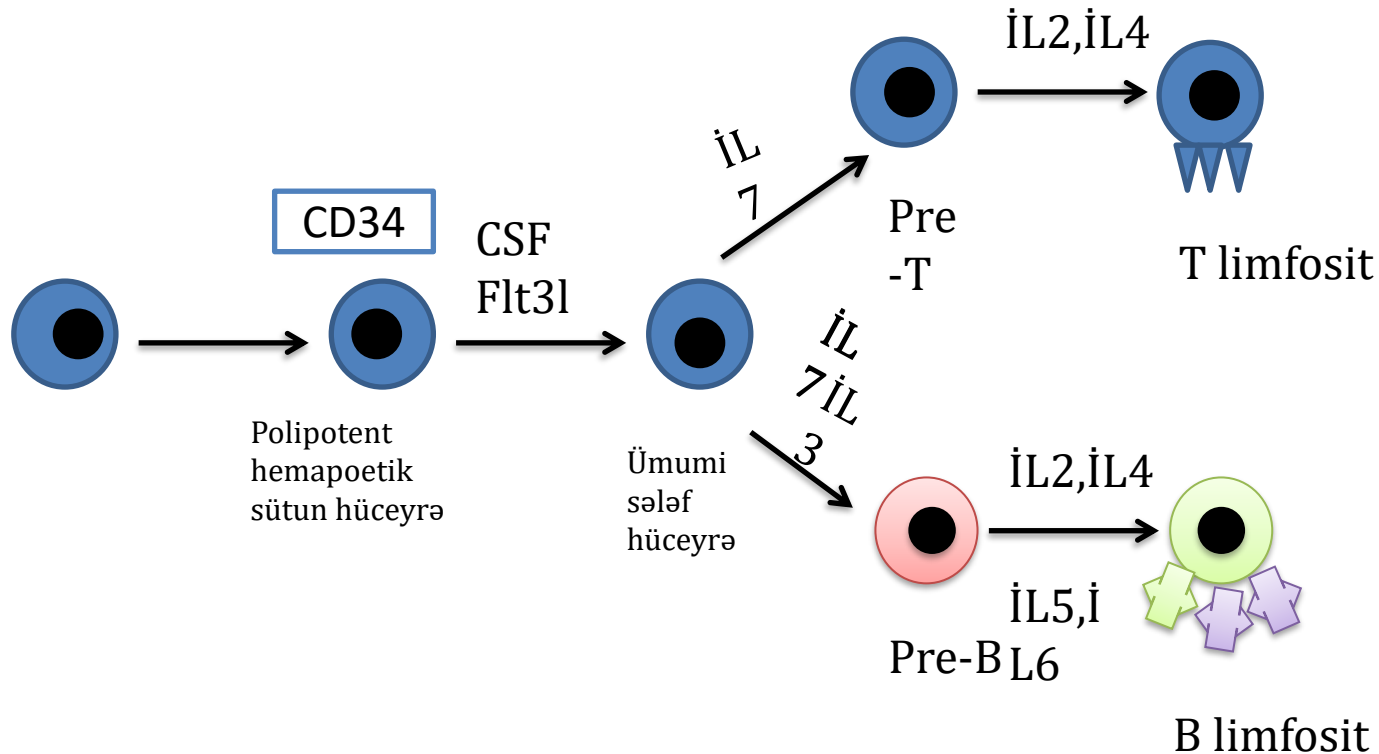 CD34
Polipotent
hemapoetik
sütun hüceyrə
CSF
Flt3l
Ümumi
sələf
hüceyrə
İL
7
Pre
-T
İL2,İL4
T limfosit
İL
7İL
3
Pre-B
İL2,İL4
İL5,İ
L6
B limfosit